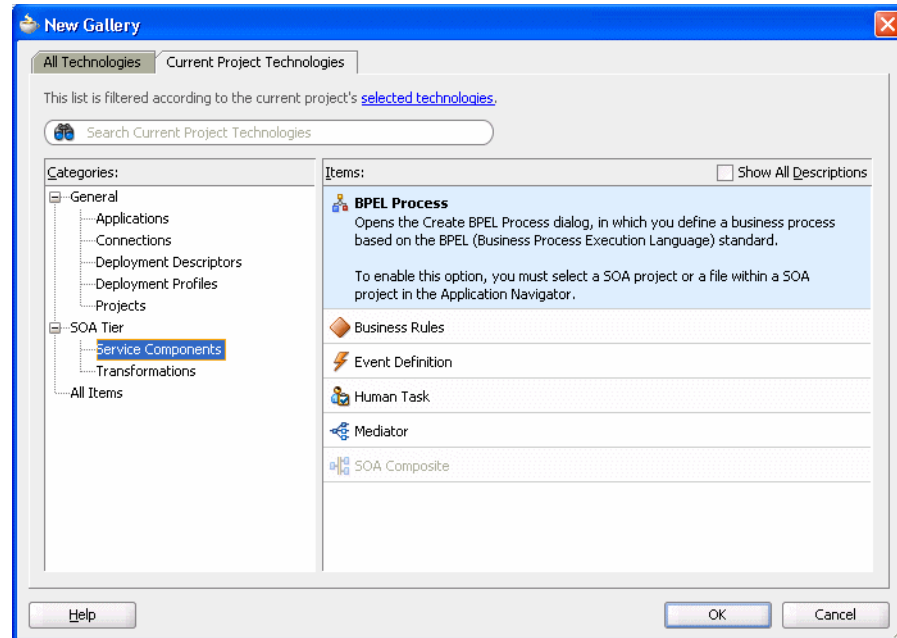 New Gallery
All Technologies
Current Project Technologies
This list is filtered according to the current project's selected technologies.
Search Current Project Technologies
Categories:
General
Applications
Connections
Deployment Descriptors
Deployment Profiles
Projects
SOA Tier
Service Components
Transformations
All Items
Items:
Show All Descriptions
BPEL Process
Opens the Create BPEL Process dialog, in which you define a business process
based on the BPEL (Business Process Execution Language) standard.
To enable this option, you must select a SOA project or a file within a SOA
project in the Application Navigator.
Business Rules
Event Definition
Human Task
Mediator
SOA Composite
Help
OK
Cancel